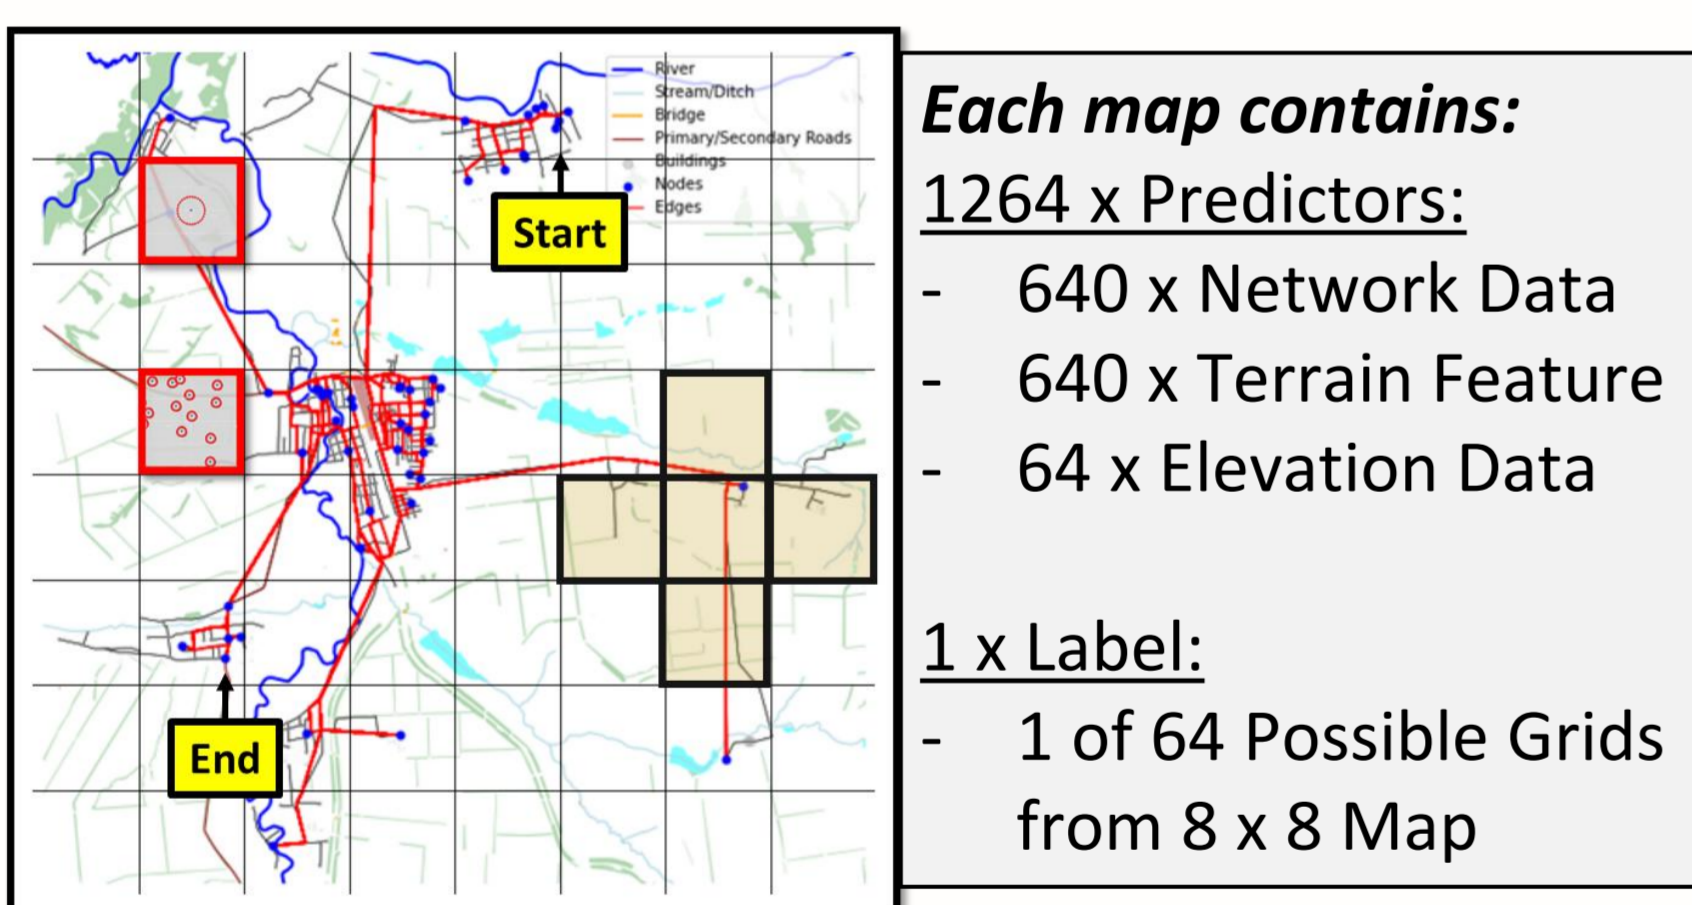 River
Stream/Ditch
Bridge
Primary/Secondary Roads
Buildings
Nodes
Edges
Start
End
Each map contains:
1264 x Predictors:
- 640 x Network Data
- 640 x Terrain Feature
- 64 x Elevation Data
1 x Label:
- 1 of 64 Possible Grids
from 8 x 8 Map